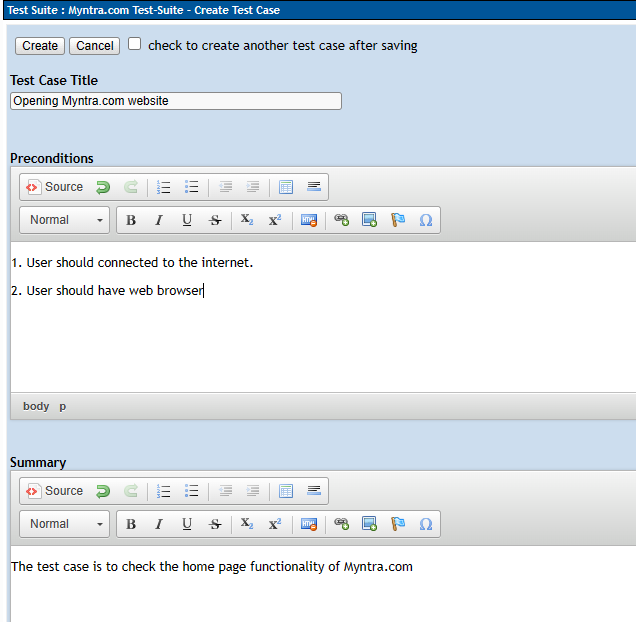 Test Suite : Myntra.com Test-Suite - Create Test Case
Create Cancel check to create another test case after saving
Test Case Title
Opening Myntra.com website
Preconditions
Source
Normal B I U S X2 X2
1. User should connected to the internet.
2. User should have web browser
body p
Summary
Source
Normal B I U S X2 X2
The test case is to check the home page functionality of Myntra.com